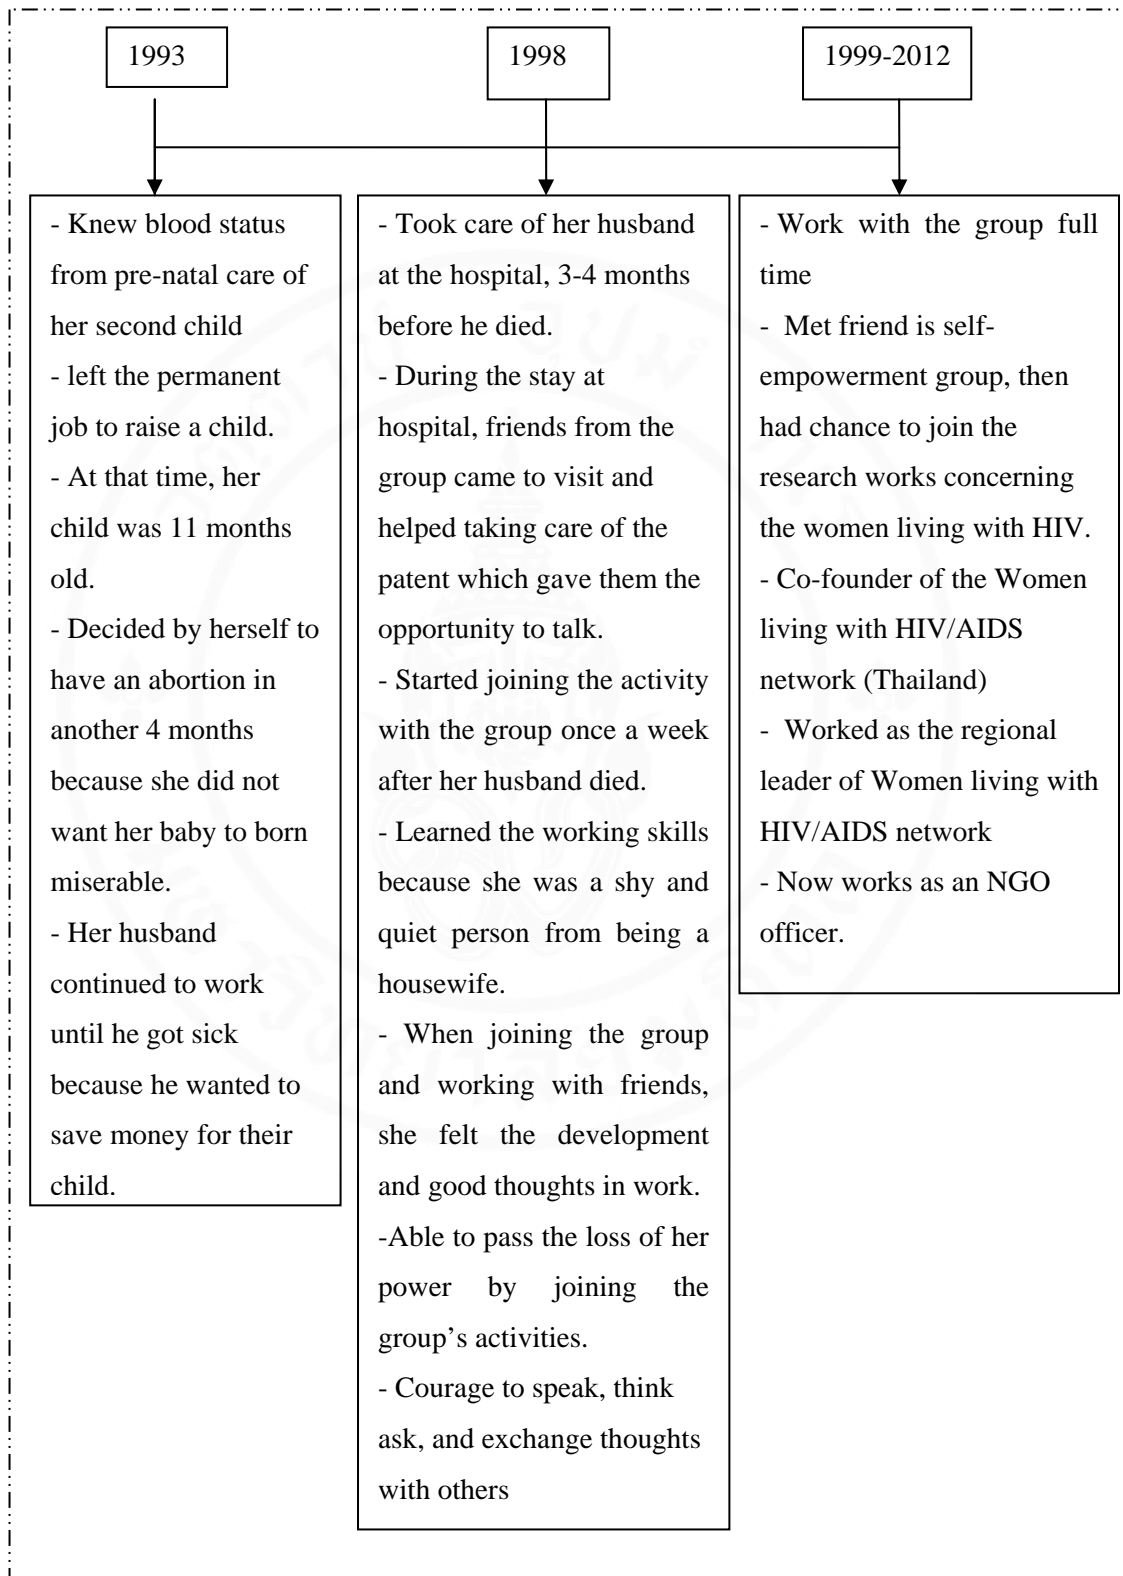 1993
1998
1999-2012
- Knew blood status
from pre-natal care of
her second child
- left the permanent
job to raise a child.
- At that time, her
child was 11 months
old.
- Decided by herself to
have an abortion in
another 4 months
because she did not
want her baby to born
miserable.
- Her husband
continued to work
until he got sick
because he wanted to
save money for their
child.
- Took care of her husband
at the hospital, 3-4 months
before he died.
- During the stay at
hospital, friends from the
group came to visit and
helped taking care of the
patent which gave them the
opportunity to talk.
- Started joining the activity
with the group once a week
after her husband died.
- Learned the working skills
because she was a shy and
quiet person from being a
housewife.
- When joining the group
and working with friends,
she felt the development
and good thoughts in work.
-Able to pass the loss of her
power by joining the
group’s activities.
- Courage to speak, think
ask, and exchange thoughts
with others
- Work with the group full
time
- Met friend is self-
empowerment group, then
had chance to join the
research works concerning
the women living with HIV.
- Co-founder of the Women
living with HIV/AIDS
network (Thailand)
- Worked as the regional
leader of Women living with
HIV/AIDS network
- Now works as an NGO
officer.